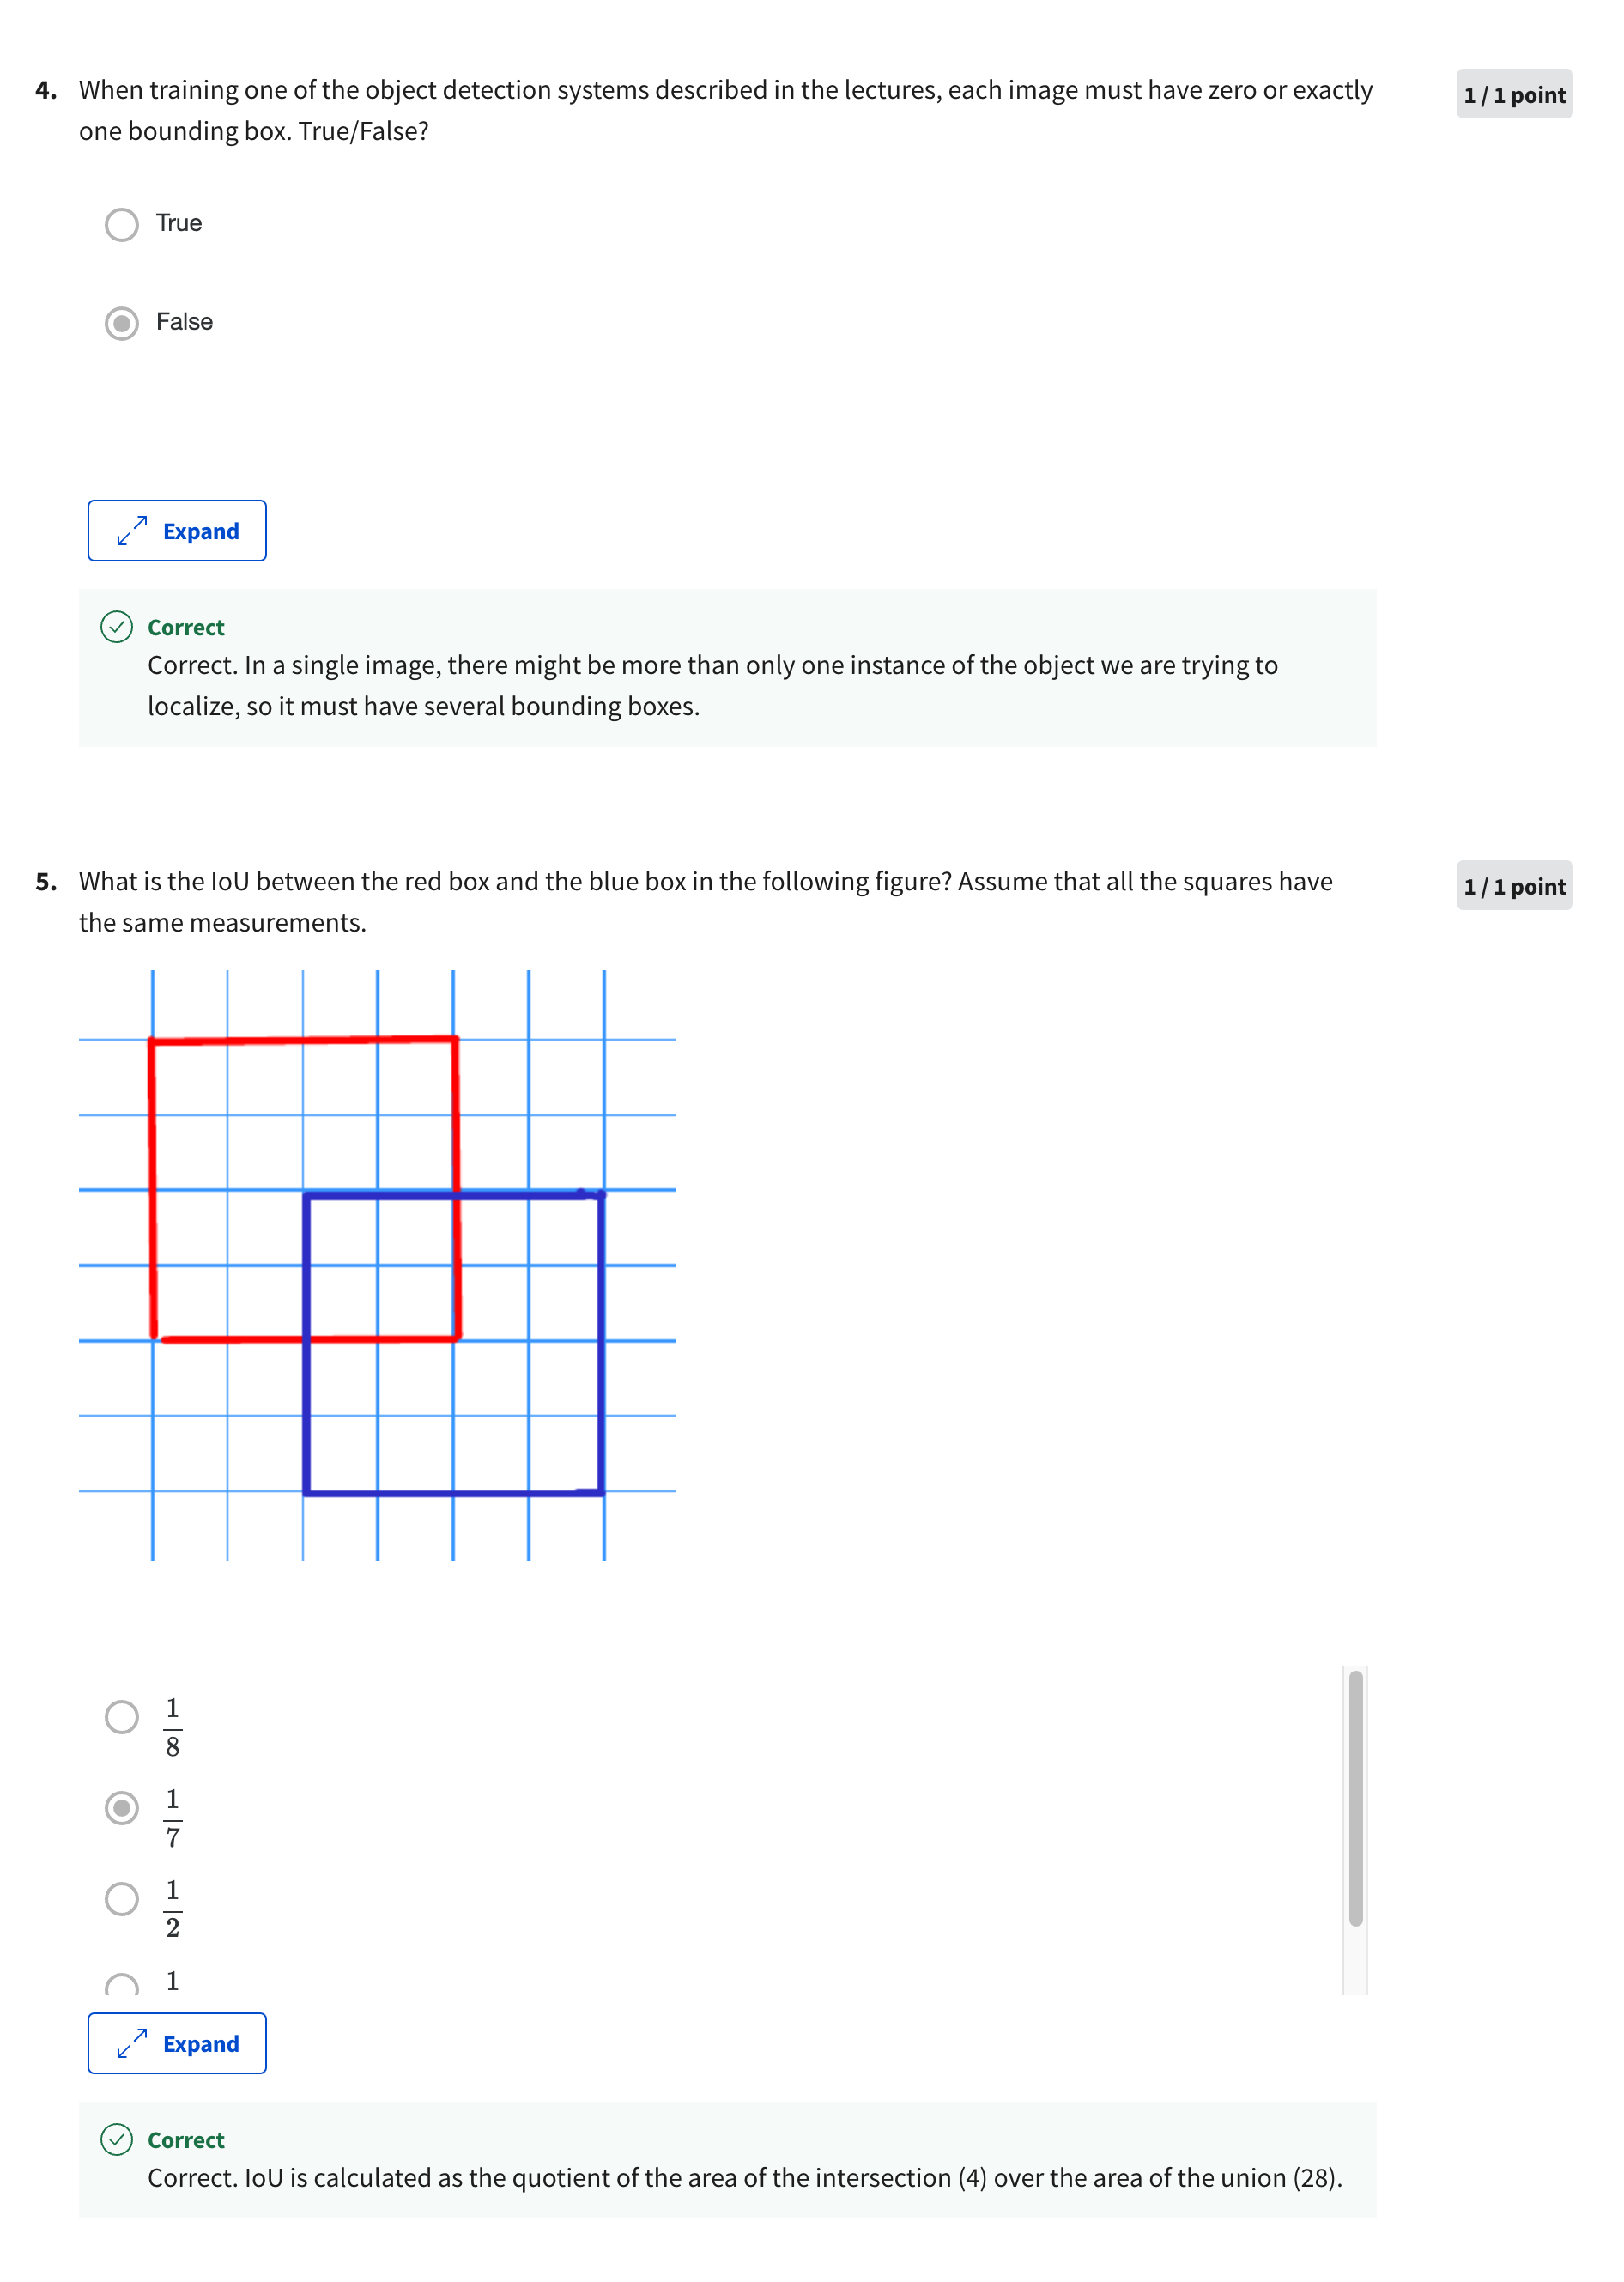 4. When training one of the object detection systems described in the lectures, each image must have zero or exactly
one bounding box. True/False?
1 / 1 point
True
False
Expand
Correct
Correct. In a single image, there might be more than only one instance of the object we are trying to
localize, so it must have several bounding boxes.
5. What is the IoU between the red box and the blue box in the following figure? Assume that all the squares have
the same measurements.
1 / 1 point
1
8
1
7
1
2
1
Expand
Correct
Correct. IoU is calculated as the quotient of the area of the intersection (4) over the area of the union (28).